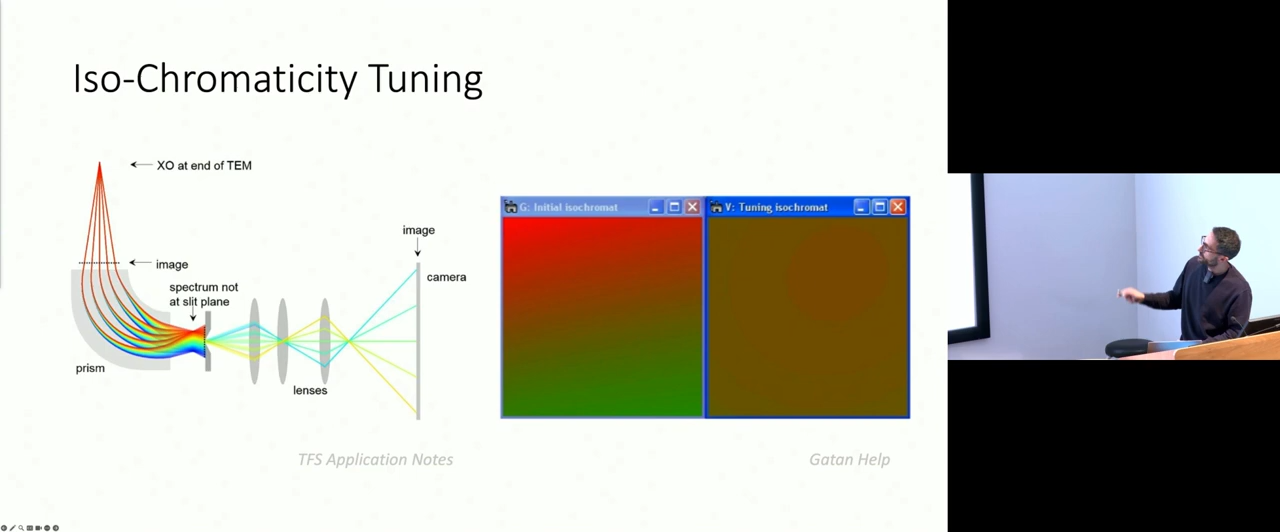 Iso-Chromaticity Tuning
XO at end of TEM
image
spectrum not
at slit plane
prism
lenses
image
camera
G: Initial isochromat
V: Tuning isochromat
TFS Application Notes
Gatan Help